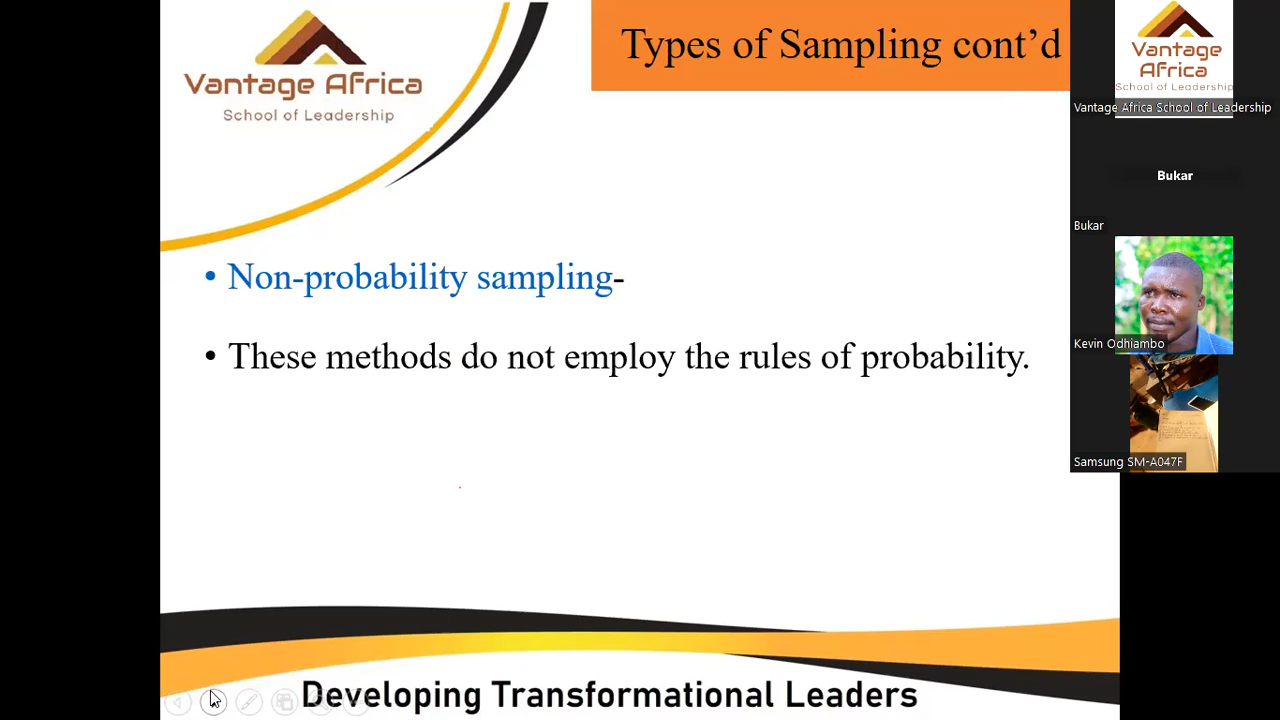 Vantage Africa
School of Leadership
Types of Sampling cont’d
• Non-probability sampling-
• These methods do not employ the rules of probability.
Developing Transformational Leaders
Vantage
Africa
School of Leadership
Vantage Africa School of Leadership
Bukar
Bukar
Kevin Odhiambo
Samsung SM-A047F